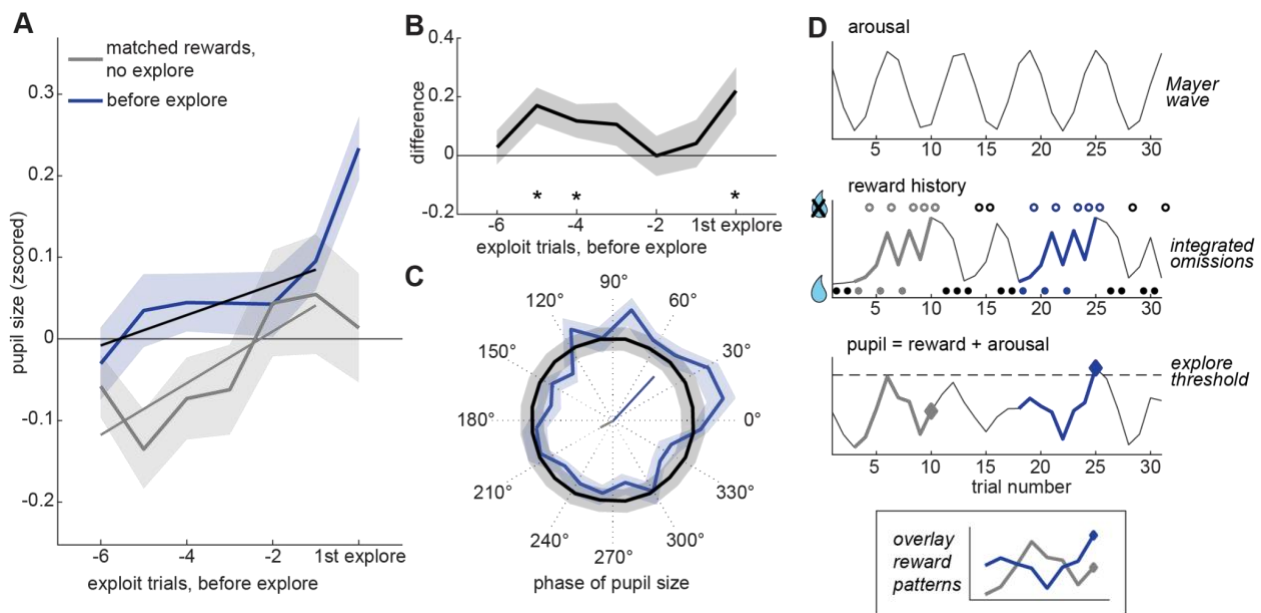 A
matched rewards,
no explore
before explore
pupil size (zscored)
0.3
0.2
0.1
0
-0.1
-0.2
-6
-4
-2
1st explore
exploit trials, before explore
B
difference
0.4
0.2
0
-0.2
*
*
*
-6
-4
-2
1st explore
exploit trials, before explore
C
90°
60°
30°
0°
330°
300°
270°
240°
210°
180°
150°
120°
phase of pupil size
D
arousal
Mayer
wave
5
10
15
20
25
30
reward history
integrated
omissions
pupil = reward + arousal
explore
threshold
5
10
15
20
25
30
trial number
overlay
reward
patterns